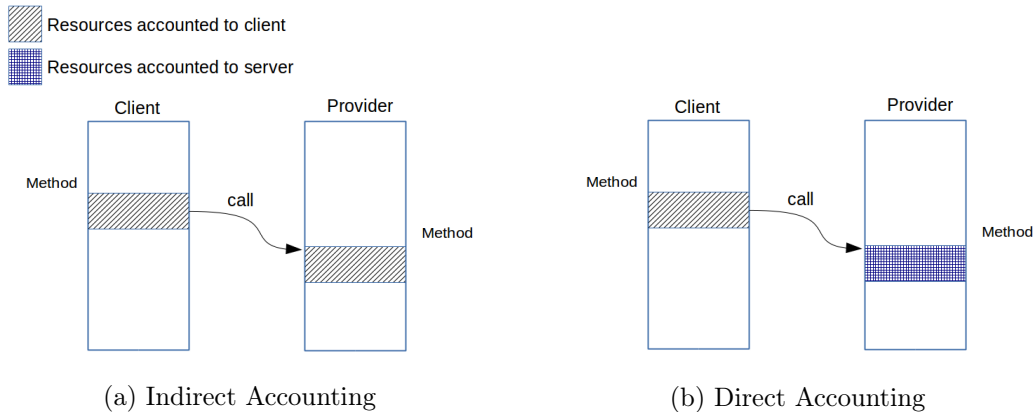 Resources accounted to client
Resources accounted to server
Client
Provider
Method
call
Method
(a) Indirect Accounting
Client
Provider
Method
call
Method
(b) Direct Accounting